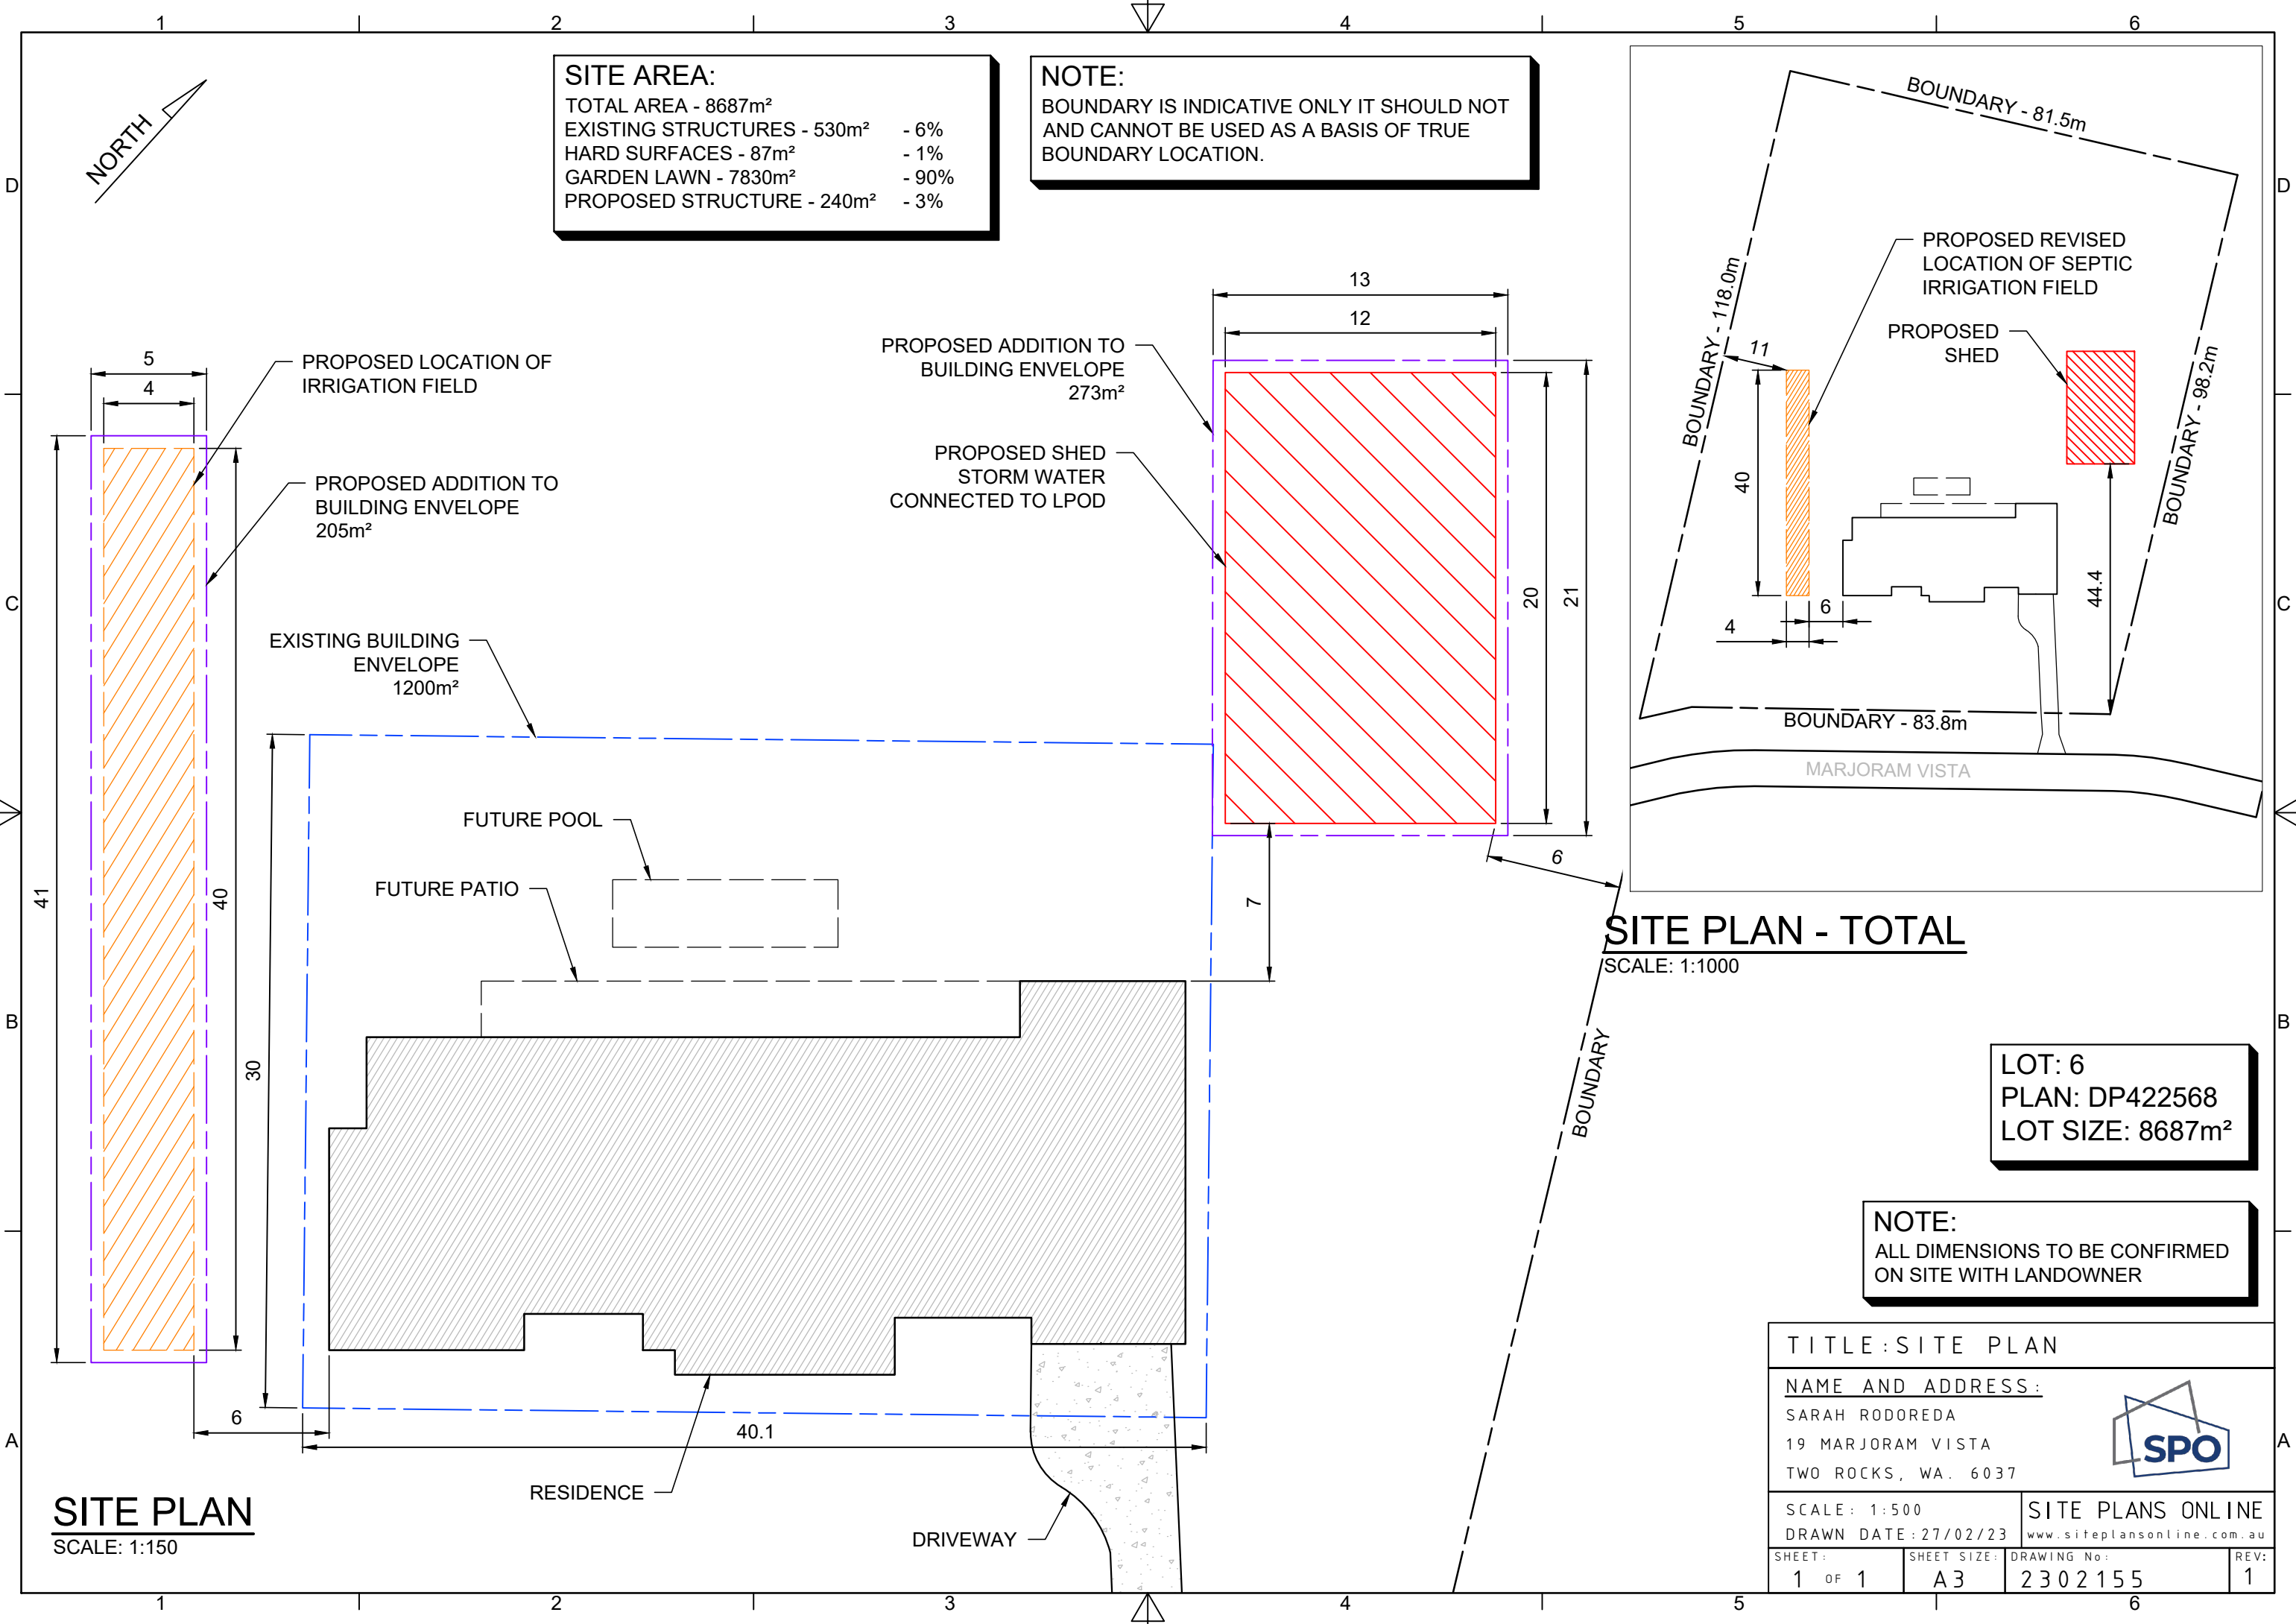 1
2
3
4
5
6
D
D
C
C
B
B
A
A
NORTH
SITE AREA:
TOTAL AREA - 8687m²
EXISTING STRUCTURES - 530m² - 6%
HARD SURFACES - 87m² - 1%
GARDEN LAWN - 7830m² - 90%
PROPOSED STRUCTURE - 240m² - 3%
NOTE:
BOUNDARY IS INDICATIVE ONLY IT SHOULD NOT
AND CANNOT BE USED AS A BASIS OF TRUE
BOUNDARY LOCATION.
5
4
PROPOSED LOCATION OF
IRRIGATION FIELD
PROPOSED ADDITION TO
BUILDING ENVELOPE
205m²
41
40
EXISTING BUILDING
ENVELOPE
1200m²
30
FUTURE POOL
FUTURE PATIO
13
12
PROPOSED ADDITION TO
BUILDING ENVELOPE
273m²
PROPOSED SHED
STORM WATER
CONNECTED TO LPOD
20
21
7
6
BOUNDARY
6
40.1
RESIDENCE
DRIVEWAY
SITE PLAN
SCALE: 1:150
BOUNDARY - 81.5m
BOUNDARY - 118.0m
BOUNDARY - 98.2m
BOUNDARY - 83.8m
PROPOSED REVISED
LOCATION OF SEPTIC
IRRIGATION FIELD
PROPOSED
SHED
11
40
4
6
44.4
MARJORAM VISTA
SITE PLAN - TOTAL
SCALE: 1:1000
LOT: 6
PLAN: DP422568
LOT SIZE: 8687m²
NOTE:
ALL DIMENSIONS TO BE CONFIRMED
ON SITE WITH LANDOWNER
TITLE: SITE PLAN
NAME AND ADDRESS:
SARAH RODOREDA
19 MARJORAM VISTA
TWO ROCKS, WA. 6037
SPO
SCALE: 1:500
DRAWN DATE: 27/02/23
SITE PLANS ONLINE
www.siteplansonline.com.au
SHEET:
1 OF 1
SHEET SIZE:
A3
DRAWING No:
2302155
REV:
1
1
2
3
4
5
6